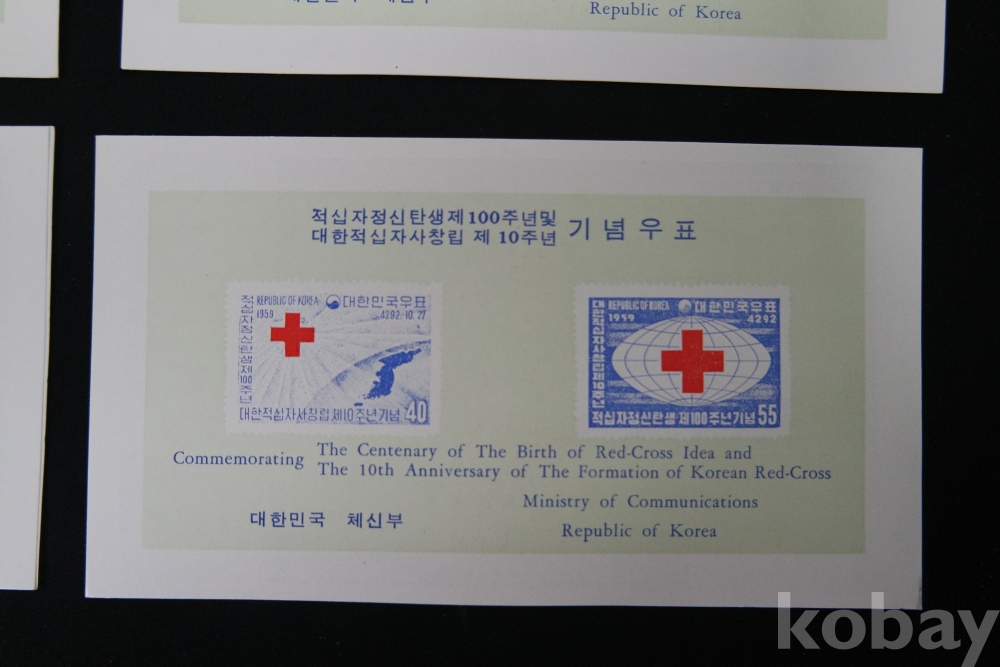 대한민국 체신부
Republic of Korea
적십자정신탄생제100주년및
대한적십자사창립 제 10주년
기념우표
적십자정신탄생제100주년
REPUBLIC OF KOREA
대한민국우표
1959
4292.10.27
대한적십자사창립제10주년기념
40
대한적십자사창립제10주년
REPUBLIC OF KOREA
대한민국우표
1959
4292
적십자정신탄생제100주년기념
55
Commemorating
The Centenary of The Birth of Red-Cross Idea and
The 10th Anniversary of The Formation of Korean Red-Cross
Ministry of Communications
대한민국 체신부
Republic of Korea
kobay